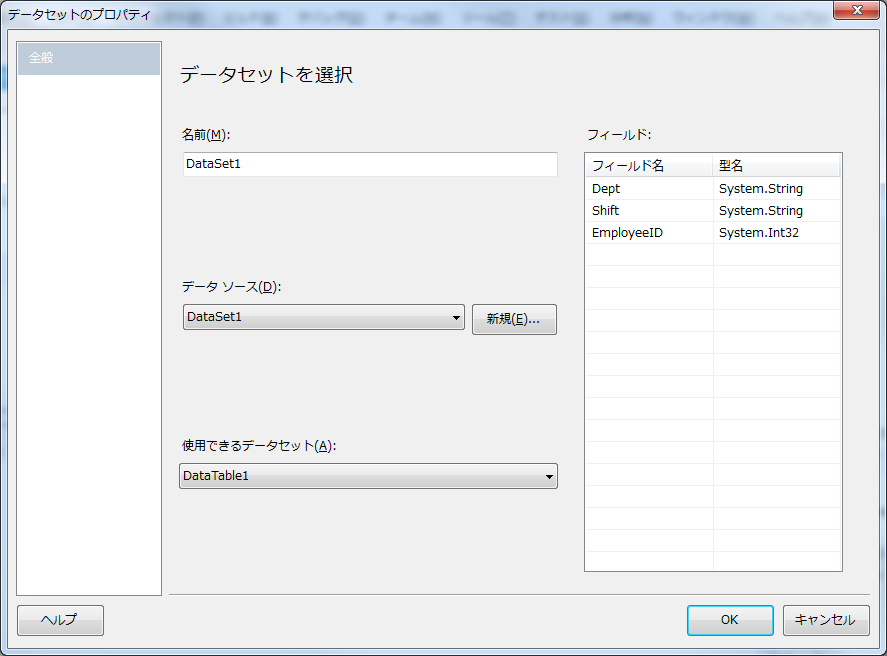 データセットのプロパティ
全般
データセットを選択
名前(M):
DataSet1
データ ソース(D):
DataSet1
新規(E)...
使用できるデータセット(A):
DataTable1
フィールド:
フィールド名 型名
Dept System.String
Shift System.String
EmployeeID System.Int32
ヘルプ
OK
キャンセル